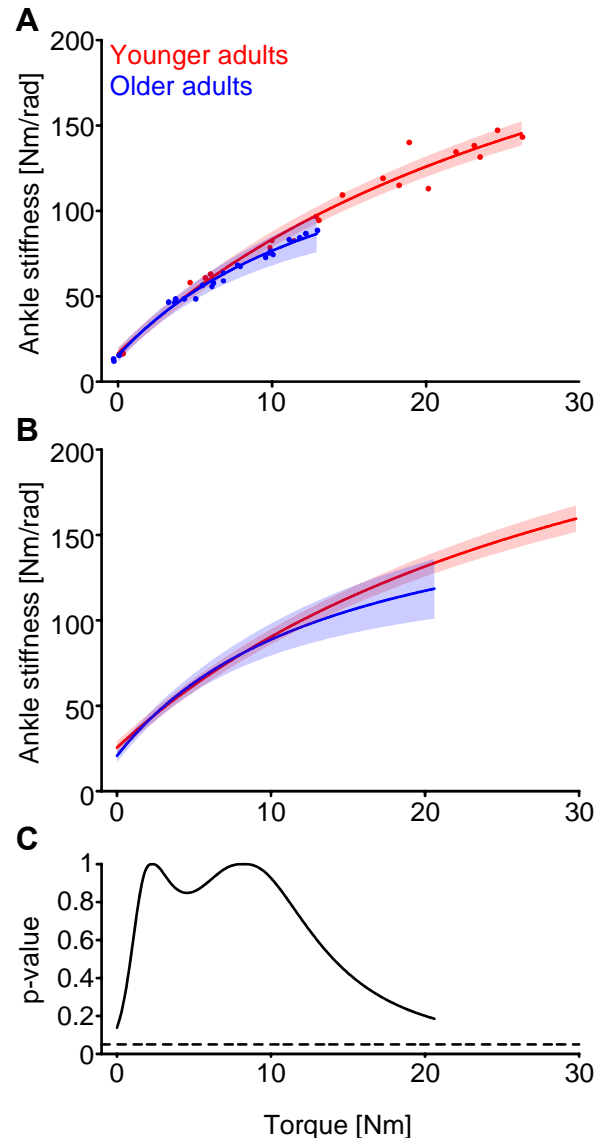 A
200
Younger adults
Older adults
150
100
50
0
Ankle stiffness [Nm/rad]
0 10 20 30
B
200
150
100
50
0
Ankle stiffness [Nm/rad]
0 10 20 30
C
1
0.8
0.6
0.4
0.2
0
p-value
0 10 20 30
Torque [Nm]